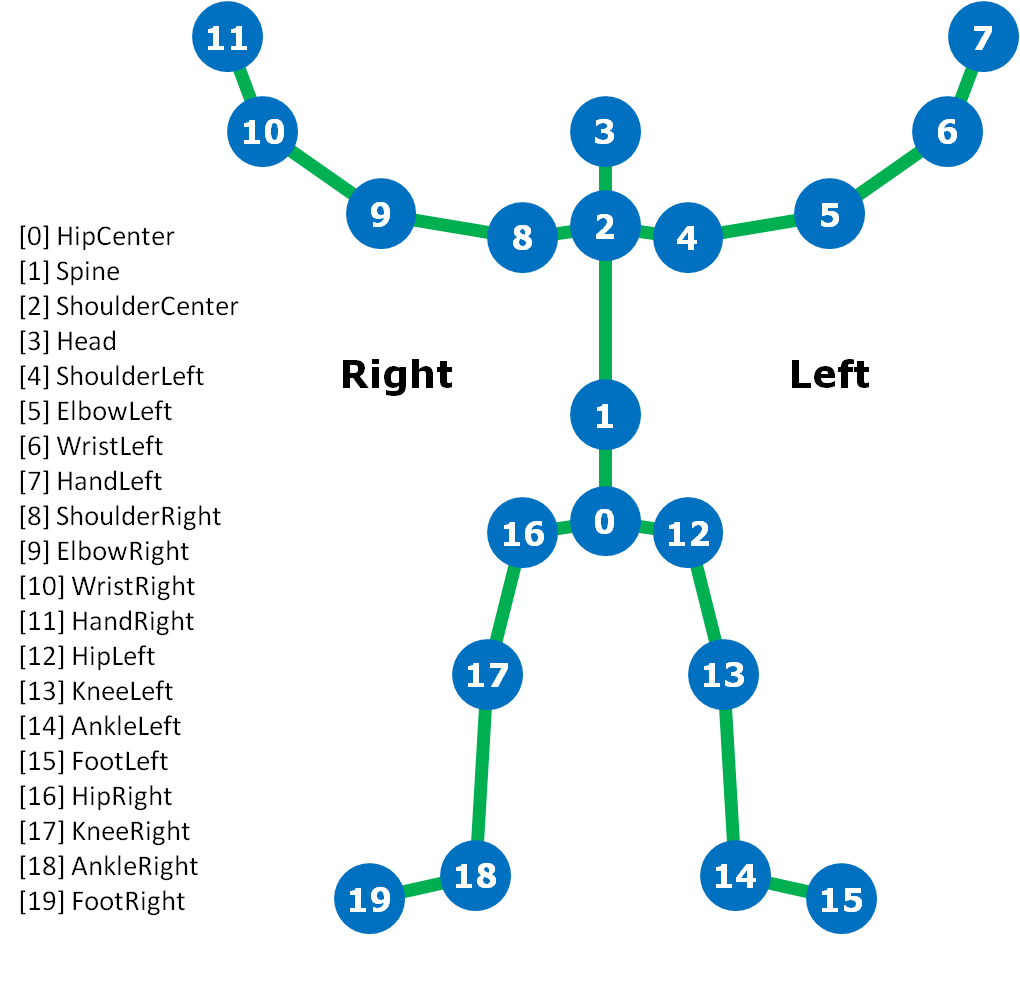 11
7
10
3
6
9
5
8
2
4
[0] HipCenter
[1] Spine
[2] ShoulderCenter
[3] Head
[4] ShoulderLeft
[5] ElbowLeft
[6] WristLeft
[7] HandLeft
[8] ShoulderRight
[9] ElbowRight
[10] WristRight
[11] HandRight
[12] HipLeft
[13] KneeLeft
[14] AnkleLeft
[15] FootLeft
[16] HipRight
[17] KneeRight
[18] AnkleRight
[19] FootRight
Right
Left
1
16
0
12
17
13
19
18
14
15